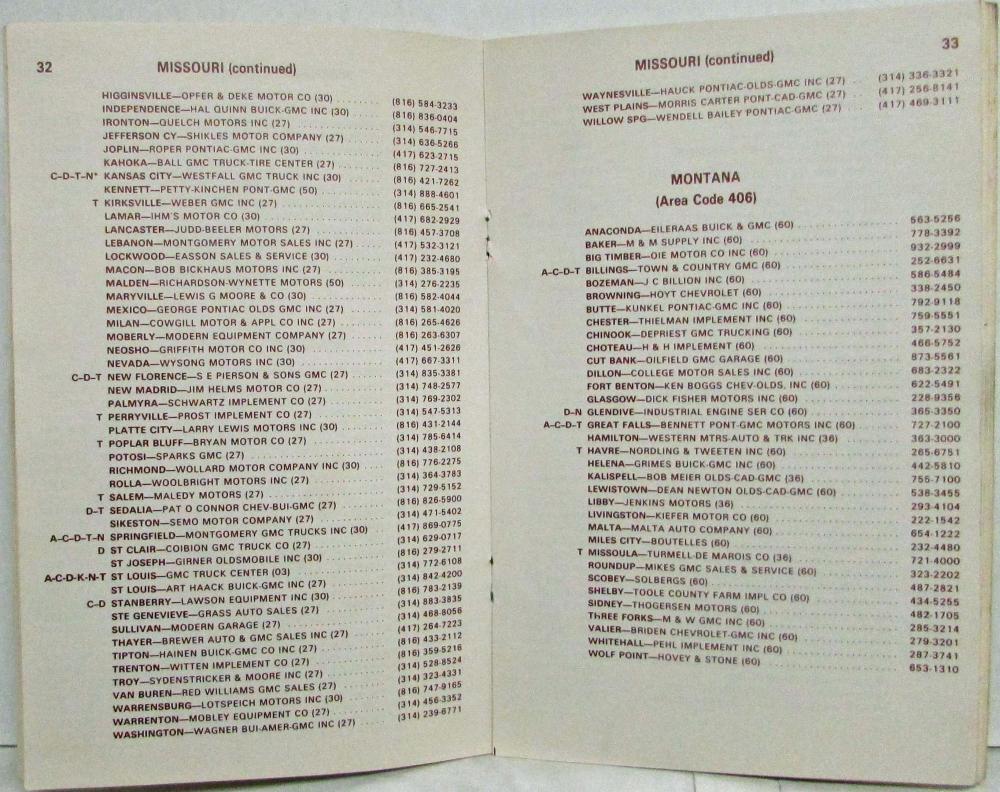 32 MISSOURI (continued)
HIGGINSVILLE—OPFER & DEKE MOTOR CO (30) ........ (816) 584-3233
INDEPENDENCE—HAL QUINN BUICK-GMC INC (30) ..... (816) 836-0404
IRONTON—QUELCH MOTORS INC (27) ........ (314) 546-7715
JEFFERSON CY—SHIKLES MOTOR COMPANY (27) ....... (314) 636-5266
JOPLIN—ROPER PONTIAC-GMC INC (30) ........ (417) 623-2715
KAHOKA—BALL GMC TRUCK-TIRE CENTER (27) ........ (816) 727-2413
C–D–T–N* KANSAS CITY—WESTFALL GMC TRUCK INC (30) ........ (816) 421-7262
KENNETT—PETTY-KINCHEN PONT-GMC (50) ........ (314) 888-4601
T KIRKSVILLE—WEBER GMC INC (27) ........ (816) 665-2541
LAMAR—IHM'S MOTOR CO (30) ........ (417) 682-2929
LANCASTER—JUDD-BEELER MOTORS (27) ........ (816) 457-3708
LEBANON—MONTGOMERY MOTOR SALES INC (27) ..... (417) 532-3121
LOCKWOOD—EASSON SALES & SERVICE (30) ........ (417) 232-4680
MACON—BOB BICKHAUS MOTORS INC (27) ........ (816) 385-3195
MALDEN—RICHARDSON-WYNETTE MOTORS (50) ........ (314) 276-2235
MARYVILLE—LEWIS G MOORE & CO (30) ........ (816) 582-4044
MEXICO—GEORGE PONTIAC OLDS GMC INC (27) ........ (314) 581-4020
MILAN—COWGILL MOTOR & APPL CO INC (27) ........ (816) 265-4626
MOBERLY—MODERN EQUIPMENT COMPANY (27) ........ (816) 263-6307
NEOSHO—GRIFFITH MOTOR CO INC (30) ........ (417) 451-2626
NEVADA—WYSONG MOTORS INC (30) ........ (417) 667-3311
C–D–T NEW FLORENCE—S E PIERSON & SONS GMC (27) ........ (314) 835-3381
NEW MADRID—JIM HELMS MOTOR CO (27) ........ (314) 748-2577
PALMYRA—SCHWARTZ IMPLEMENT CO (27) ........ (314) 769-2302
T PERRYVILLE—PROST IMPLEMENT CO (27) ........ (314) 547-5313
PLATTE CITY—LARRY LEWIS MOTORS INC (30) ........ (816) 431-2144
T POPLAR BLUFF—BRYAN MOTOR CO (27) ........ (314) 785-6414
POTOSI—SPARKS GMC (27) ........ (314) 438-2108
RICHMOND—WOLLARD MOTOR COMPANY INC (30) ..... (816) 776-2275
ROLLA—WOOLBRIGHT MOTORS INC (27) ........ (314) 364-3783
T SALEM—MALEDY MOTORS (27) ........ (314) 729-5152
D–T SEDALIA—PAT O CONNOR CHEV-BUI-GMC (27) ........ (816) 826-5900
SIKESTON—SEMO MOTOR COMPANY (27) ........ (314) 471-5402
A–C–D–T–N SPRINGFIELD—MONTGOMERY GMC TRUCKS INC (30) .... (417) 869-0775
D ST CLAIR—COIBION GMC TRUCK CO (27) ........ (314) 629-0717
ST JOSEPH—GIRNER OLDSMOBILE INC (30) ........ (816) 279-2711
A-C-D-K-N-T ST LOUIS—GMC TRUCK CENTER (03) ........ (314) 772-6108
ST LOUIS—ART HAACK BUICK-GMC INC (27) ........ (314) 842-4200
C–D STANBERRY—LAWSON EQUIPMENT INC (30) ........ (816) 783-2139
STE GENEVIEVE—GRASS AUTO SALES (27) ........ (314) 883-3835
SULLIVAN—MODERN GARAGE (27) ........ (314) 468-8056
THAYER—BREWER AUTO & GMC SALES INC (27) ........ (417) 264-7223
TIPTON—HAINEN BUICK-GMC CO INC (27) ........ (816) 433-2112
TRENTON—WITTEN IMPLEMENT CO (27) ........ (816) 359-5216
TROY—SYDENSTRICKER & MOORE INC (27) ........ (314) 528-8524
VAN BUREN—RED WILLIAMS GMC SALES (27) ........ (314) 323-4331
WARRENSBURG—LOTSPEICH MOTORS INC (30) ........ (816) 747-9165
WARRENTON—MOBLEY EQUIPMENT CO (27) ........ (314) 456-3352
WASHINGTON—WAGNER BUI-AMER-GMC INC (27) ..... (314) 239-6771
MISSOURI (continued) 33
WAYNESVILLE—HAUCK PONTIAC-OLDS-GMC INC (27) .. (314) 336-3321
WEST PLAINS—MORRIS CARTER PONT-CAD-GMC (27) .. (417) 256-8141
WILLOW SPG—WENDELL BAILEY PONTIAC-GMC (27) .... (417) 469-3111
MONTANA
(Area Code 406)
ANACONDA—EILERAAS BUICK & GMC (60) ........ 563-5256
BAKER—M & M SUPPLY INC (60) ........ 778-3392
BIG TIMBER—OIE MOTOR CO INC (60) ........ 932-2999
A–C–D–T BILLINGS—TOWN & COUNTRY GMC (60) ........ 252-6631
BOZEMAN—J C BILLION INC (60) ........ 586-5484
BROWNING—HOYT CHEVROLET (60) ........ 338-2450
BUTTE—KUNKEL PONTIAC-GMC INC (60) ........ 792-9118
CHESTER—THIELMAN IMPLEMENT INC (60) ........ 759-5551
CHINOOK—DEPRIEST GMC TRUCKING (60) ........ 357-2130
CHOTEAU—H & H IMPLEMENT (60) ........ 466-5752
CUT BANK—OILFIELD GMC GARAGE (60) ........ 873-5561
DILLON—COLLEGE MOTOR SALES INC (60) ........ 683-2322
FORT BENTON—KEN BOGGS CHEV-OLDS, INC (60) ........ 622-5491
GLASGOW—DICK FISHER MOTORS INC (60) ........ 228-9356
D–N GLENDIVE—INDUSTRIAL ENGINE SER CO (60) ........ 365-3350
A–C–D–T GREAT FALLS—BENNETT PONT-GMC MOTORS INC (60) ........ 727-2100
HAMILTON—WESTERN MTRS-AUTO & TRK INC (36) ........ 363-3000
T HAVRE—NORDLING & TWEETEN INC (60) ........ 265-6751
HELENA—GRIMES BUICK-GMC INC (60) ........ 442-5810
KALISPELL—BOB MEIER OLDS-CAD-GMC (36) ........ 755-7100
LEWISTOWN—DEAN NEWTON OLDS-CAD-GMC (60) ........ 538-3455
LIBBY—JENKINS MOTORS (36) ........ 293-4104
LIVINGSTON—KIEFER MOTOR CO (60) ........ 222-1542
MALTA—MALTA AUTO COMPANY (60) ........ 654-1222
MILES CITY—BOUTELLES (60) ........ 232-4480
T MISSOULA—TURMELL-DE MAROIS CO (36) ........ 721-4000
ROUNDUP—MIKES GMC SALES & SERVICE (60) ........ 323-2202
SCOBEY—SOLBERGS (60) ........ 487-2821
SHELBY—TOOLE COUNTY FARM IMPL CO (60) ........ 434-5255
SIDNEY—THOGERSEN MOTORS (60) ........ 482-1705
THREE FORKS—M & W GMC INC (60) ........ 285-3214
VALIER—BRIDEN CHEVROLET-GMC INC (60) ........ 279-3201
WHITEHALL—PEHL IMPLEMENT INC (60) ........ 287-3741
WOLF POINT—HOVEY & STONE (60) ........ 653-1310